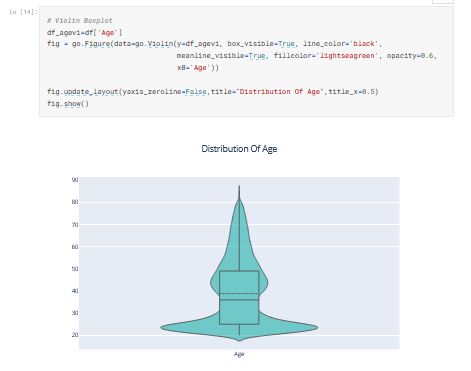 In [14]:
# Violin Boxplot
df_agevi=df['Age']
fig = go.Figure(data=go.Violin(y=df_agevi, box_visible=True, line_color='black',
meanline_visible=True, fillcolor='lightseagreen', opacity=0.6,
x0='Age'))
fig.update_layout(yaxis_zeroline=False,title="Distribution Of Age",title_x=0.5)
fig.show()
Distribution Of Age
90
80
70
60
50
40
30
20
Age